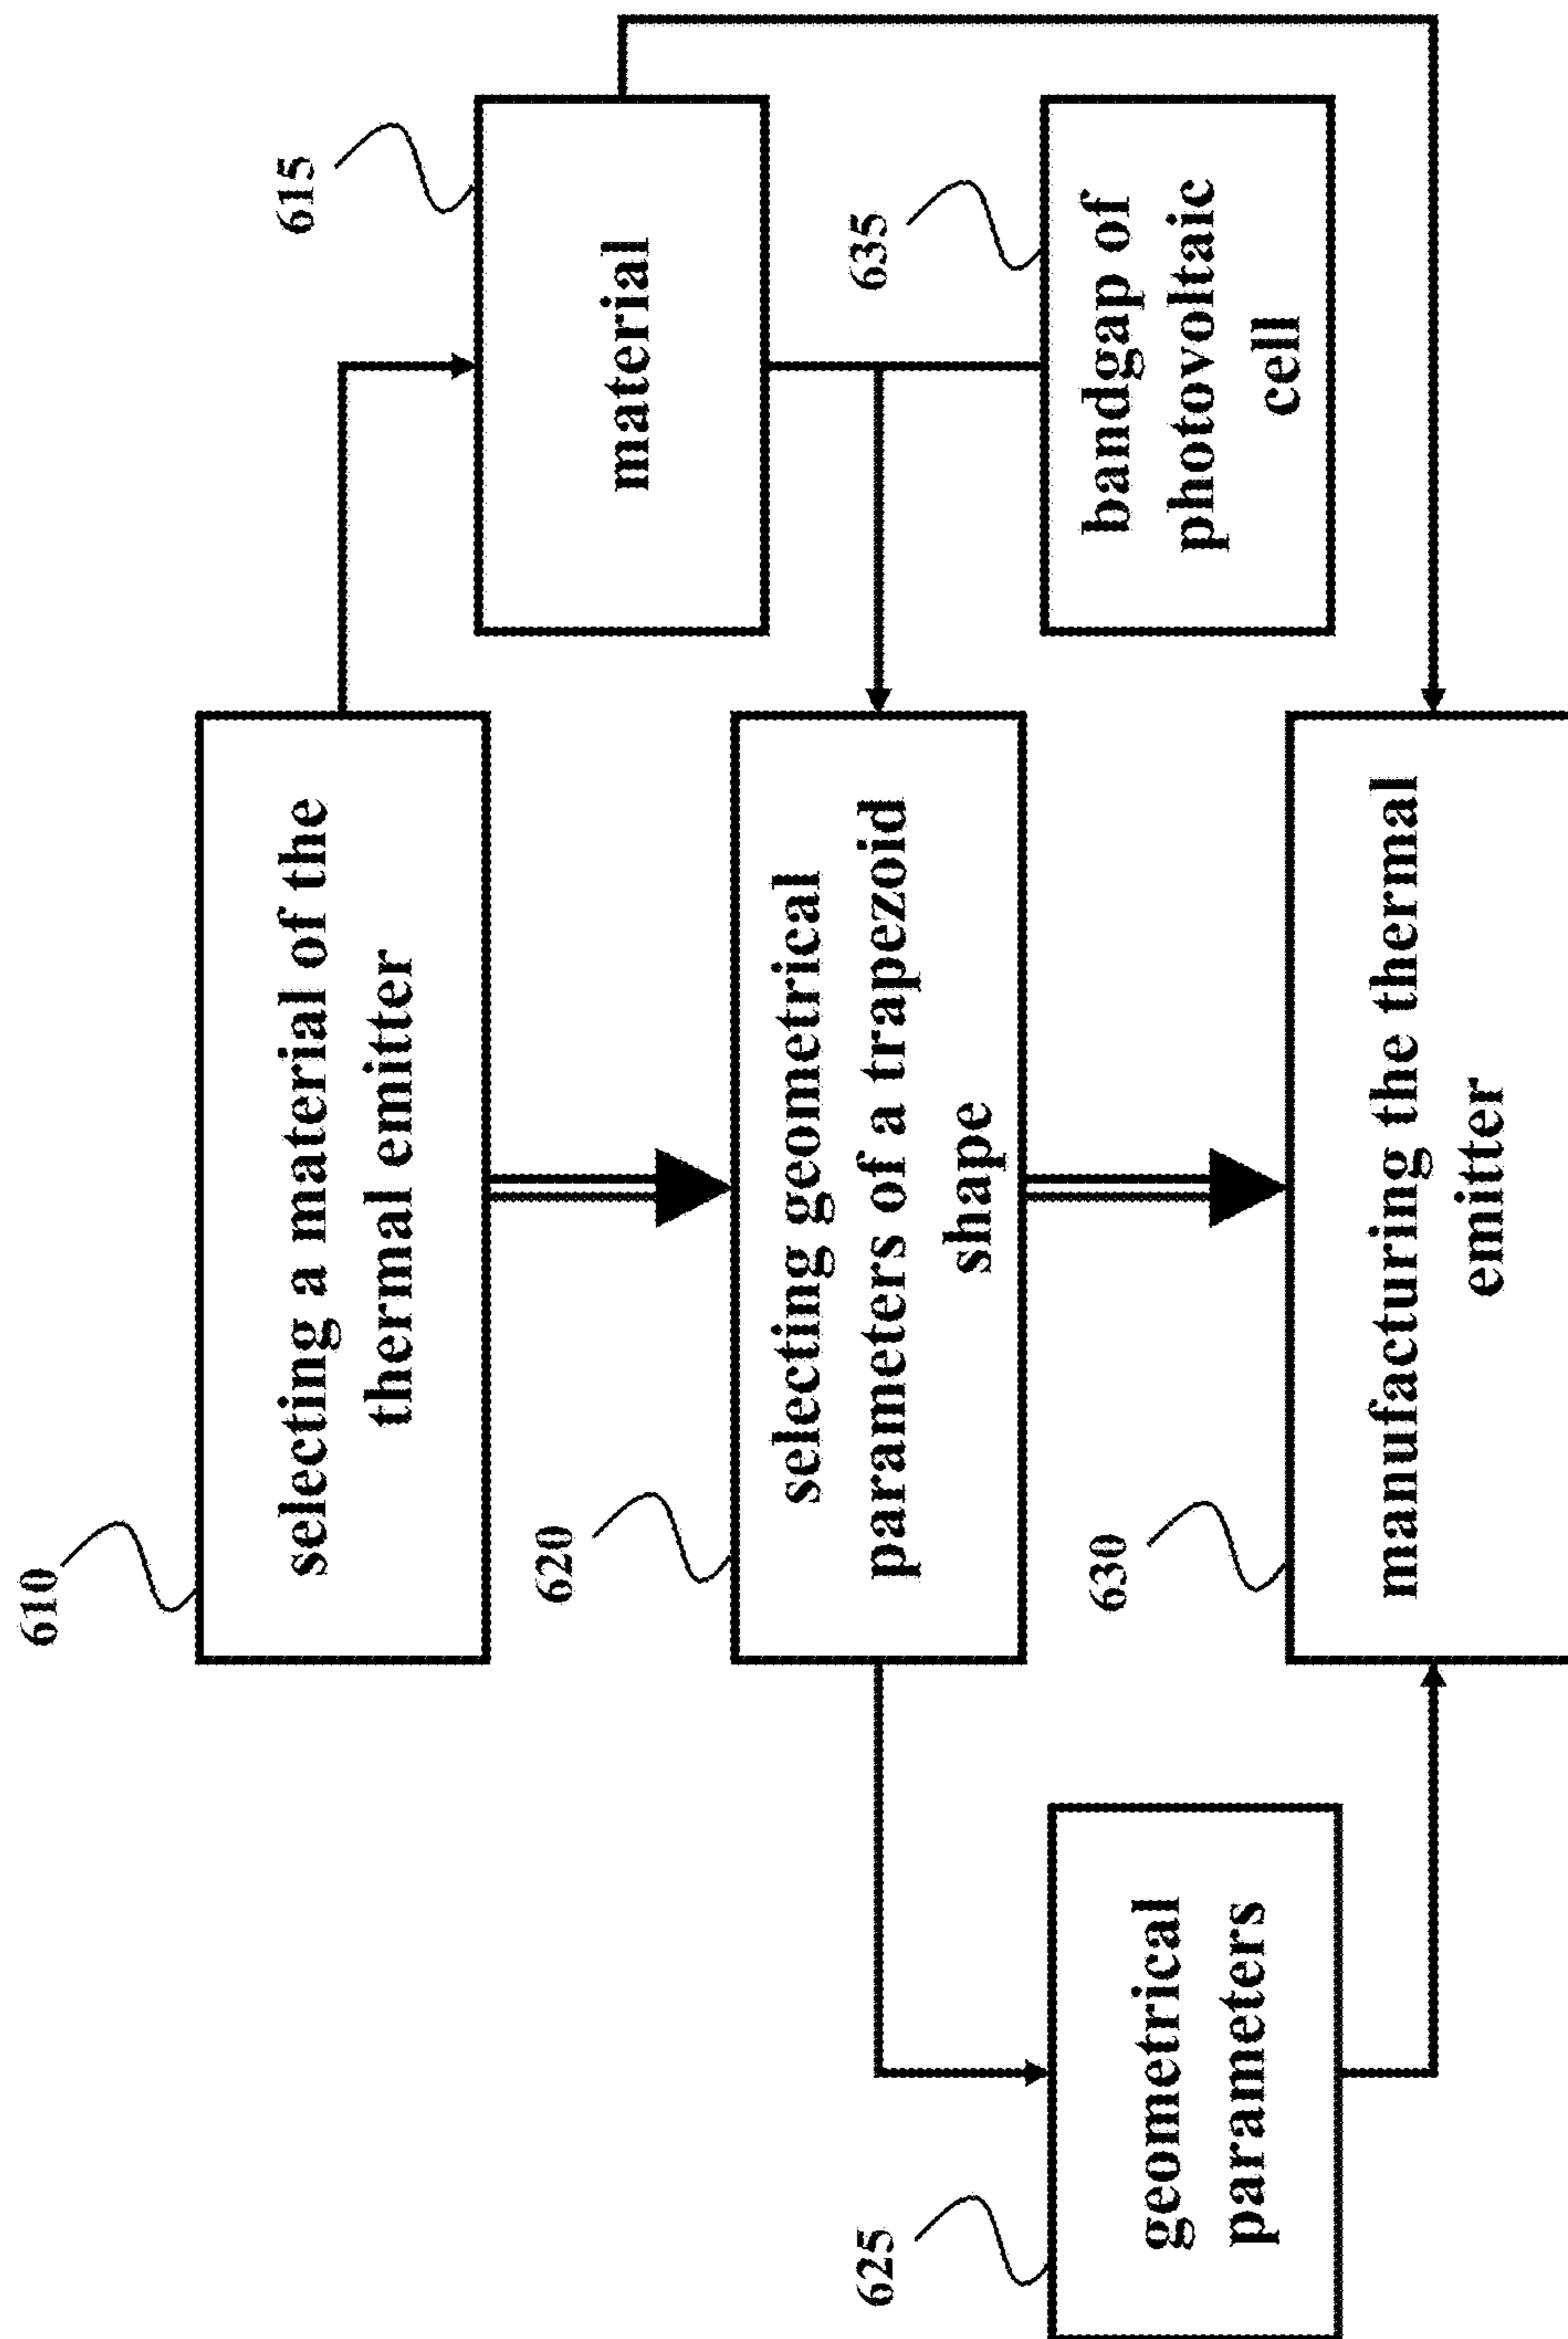 610
selecting a material of the
thermal emitter
615
material
620
selecting geometrical
parameters of a trapezoid
shape
635
bandgap of
photovoltaic
cell
625
geometrical
parameters
630
manufacturing the thermal
emitter